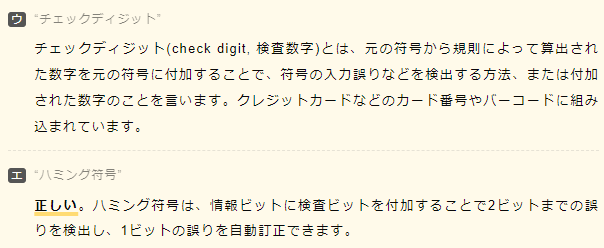 ウ "チェックディジット"
チェックディジット(check digit, 検査数字)とは、元の符号から規則によって算出され
た数字を元の符号に付加することで、符号の入力誤りなどを検出する方法、または付加
された数字のことを言います。クレジットカードなどのカード番号やバーコードに組み
込まれています。
エ "ハミング符号"
正しい。ハミング符号は、情報ビットに検査ビットを付加することで2ビットまでの誤
りを検出し、1ビットの誤りを自動訂正できます。